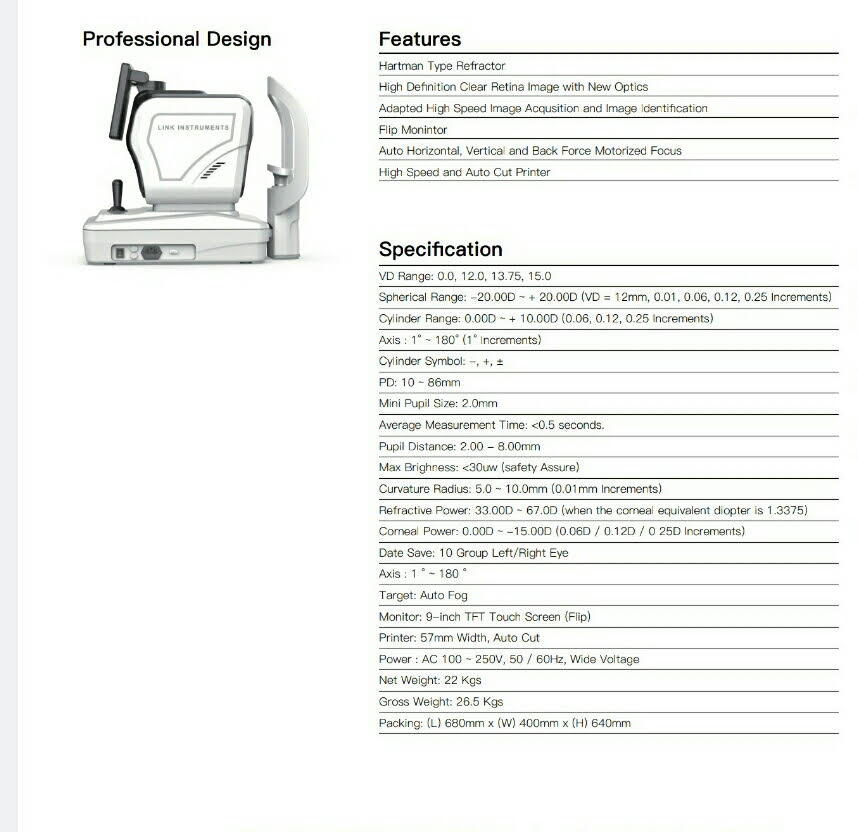 Professional Design
LINK INSTRUMENTS
Features
Hartman Type Refractor
High Defnition Clear Retina Image with New Optics
Adapted High Speed Image Acqusition and Image Identification
Flip Monintor
Auto Horizontal, Vertical and Back Force Motorized Focus
High Speed and Auto Cut Printer
Specification
VD Range: 0.0, 12.0, 13.75, 15.0
Spherical Range: -20.00D ~ + 20.00D (VD = 12mm, 0.01, 0.06, 0.12, 0.25 Increments)
Cylinder Range: 0.00D ~ + 10.00D (0.06, 0.12, 0.25 Increments)
Axis : 1° ~ 180° (1° Increments)
Cylinder Symbol: -, +, ±
PD: 10 ~ 86mm
Mini Pupil Size: 2.0mm
Average Measurement Time: <0.5 seconds.
Pupil Distance: 2.00 - 8.00mm
Max Brighness: <30uw (safety Assure)
Curvature Radius: 5.0 ~ 10.0mm (0.01mm Increments)
Refractive Power: 33.00D ~ 67.0D (when the corneal equivalent diopter is 1.3375)
Corneal Power: 0.00D ~ -15.00D (0.06D / 0.12D / 0 25D Increments)
Date Save: 10 Group Left/Right Eye
Axis : 1 ° ~ 180 °
Target: Auto Fog
Monitor: 9-inch TFT Touch Screen (Flip)
Printer: 57mm Width, Auto Cut
Power : AC 100 ~ 250V, 50 / 60Hz, Wide Voltage
Net Weight: 22 Kgs
Gross Weight: 26.5 Kgs
Packing: (L) 680mm x (W) 400mm x (H) 640mm